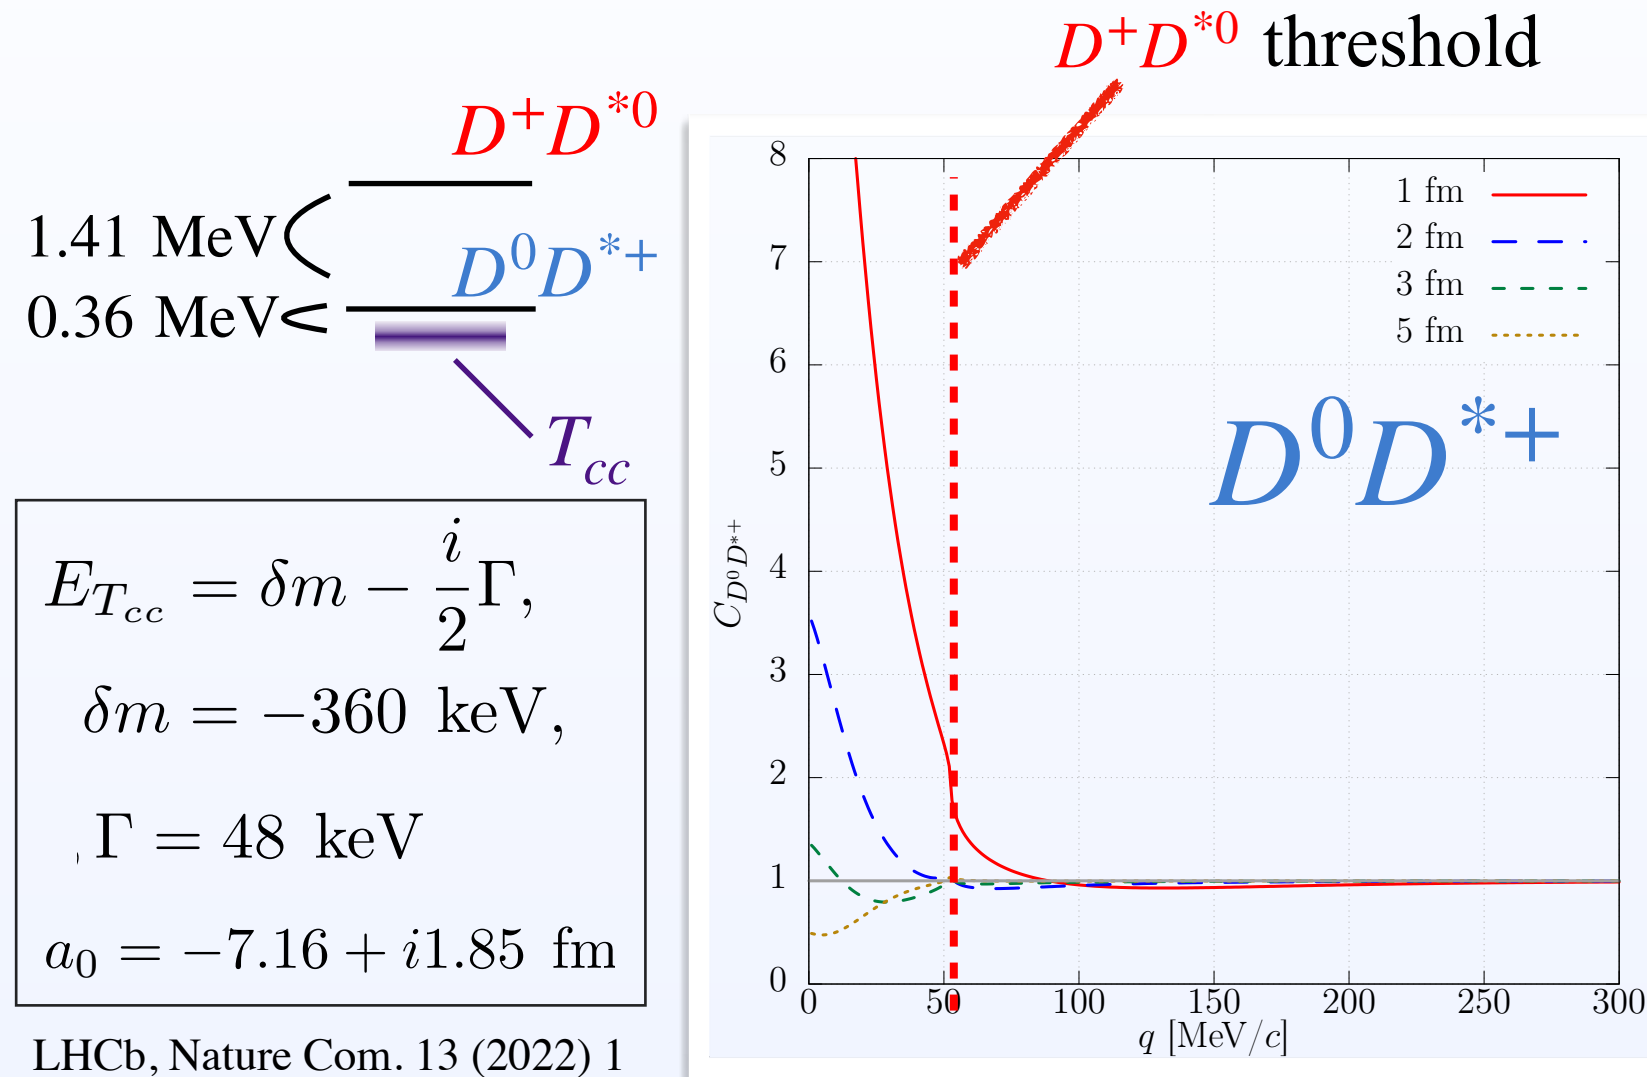 D⁺D*⁰ threshold
D⁺D*⁰
1.41 MeV
D⁰D*⁺
0.36 MeV
T_cc
E_{T_cc} = δm − i/2 Γ,
δm = −360 keV,
, Γ = 48 keV
a₀ = −7.16 + i1.85 fm
LHCb, Nature Com. 13 (2022) 1
1 fm
2 fm
3 fm
5 fm
D⁰D*⁺
C_{D⁰D*⁺}
8
7
6
5
4
3
2
1
0
0 50 100 150 200 250 300
q [MeV/c]